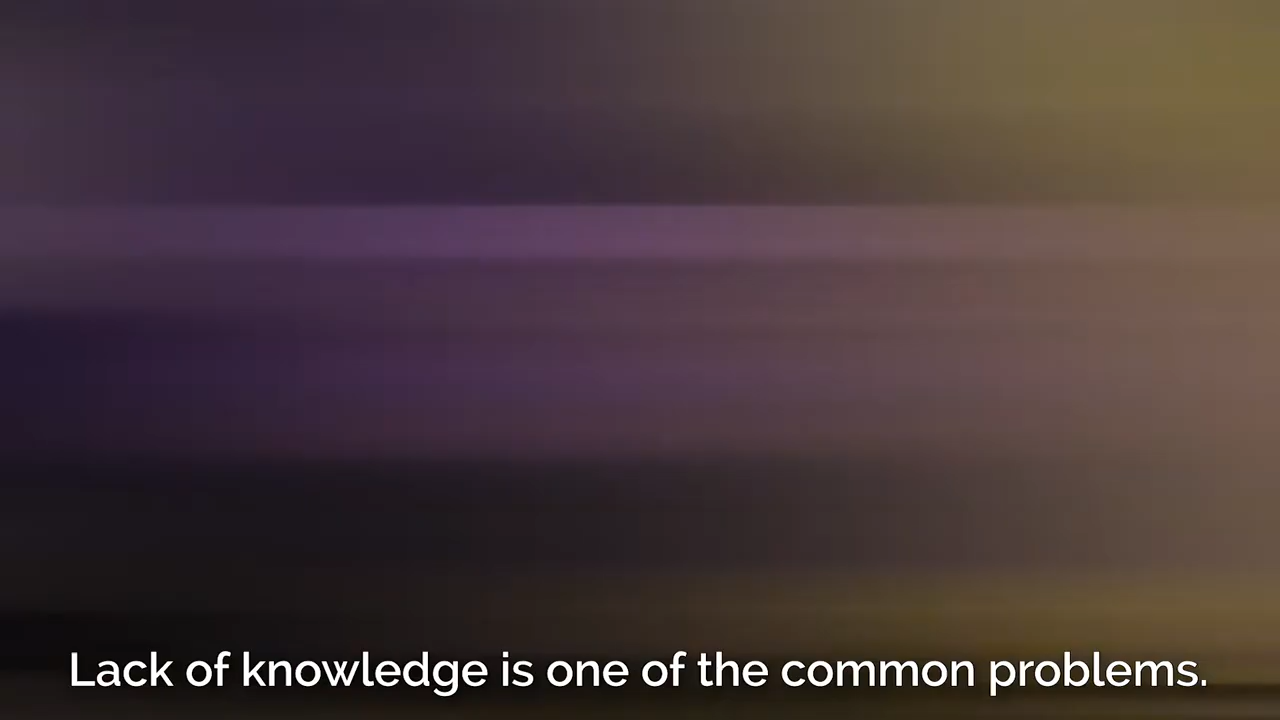 Lack of knowledge is one of the common problems.